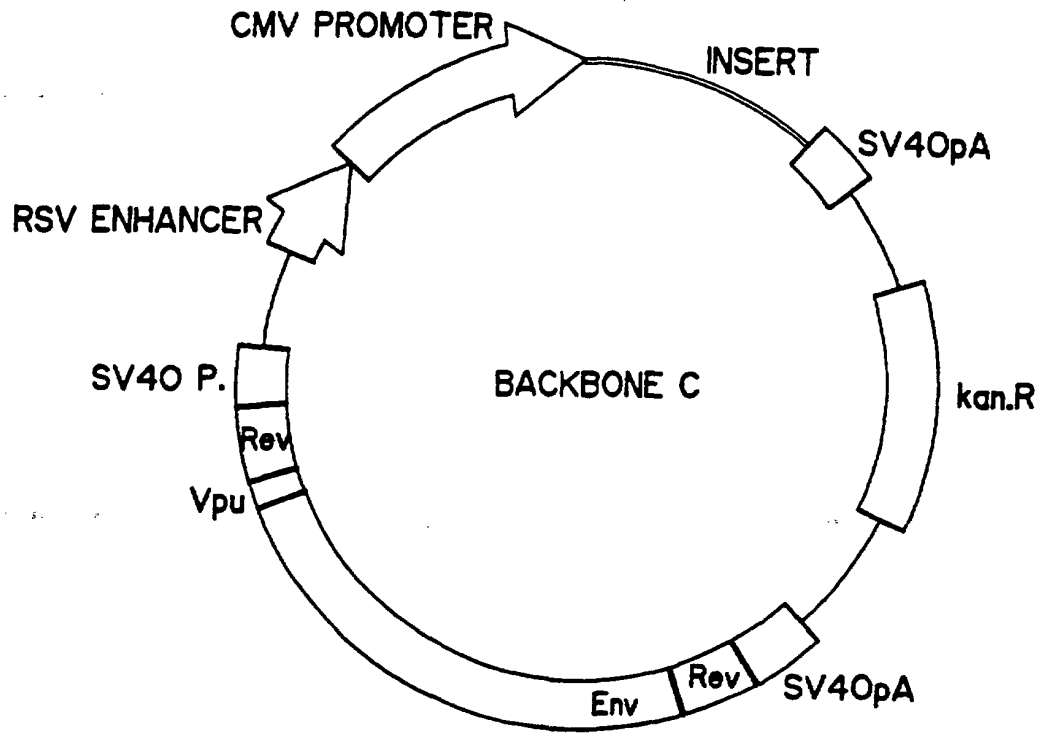 CMV PROMOTER
INSERT
SV40pA
RSV ENHANCER
SV40 P.
BACKBONE C
kan.R
Rev
Vpu
Env
Rev
SV40pA